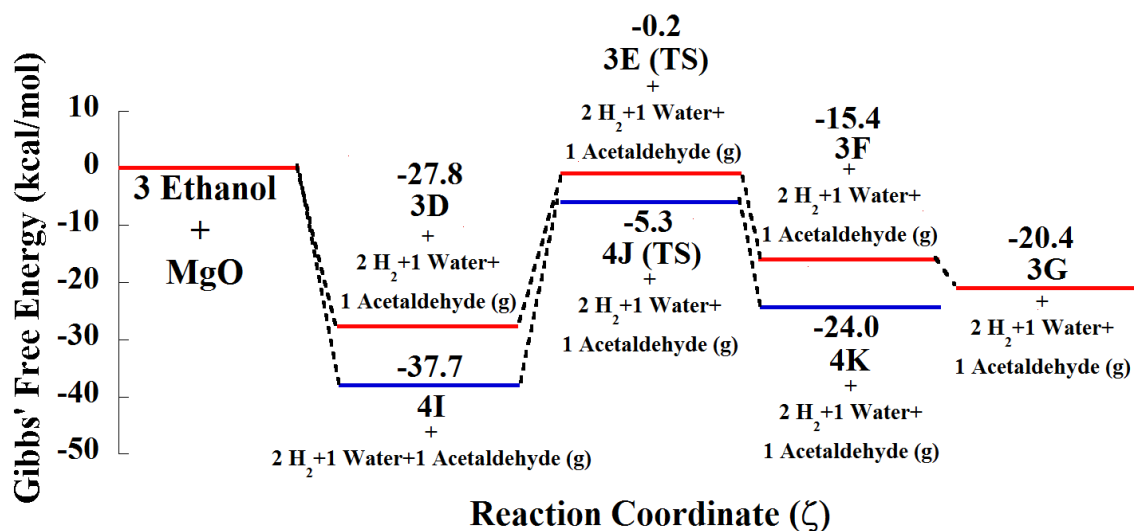 Gibbs' Free Energy (kcal/mol)
10
0
-10
-20
-30
-40
-50
3 Ethanol
+
MgO
-27.8
3D
+
2 H₂+1 Water+
1 Acetaldehyde (g)
-37.7
4I
+
2 H₂+1 Water+1 Acetaldehyde (g)
-0.2
3E (TS)
+
2 H₂+1 Water+
1 Acetaldehyde (g)
-5.3
4J (TS)
+
2 H₂+1 Water+
1 Acetaldehyde (g)
-15.4
3F
+
2 H₂+1 Water+
1 Acetaldehyde (g)
-24.0
4K
+
2 H₂+1 Water+
1 Acetaldehyde (g)
-20.4
3G
+
2 H₂+1 Water+
1 Acetaldehyde (g)
Reaction Coordinate (ζ)